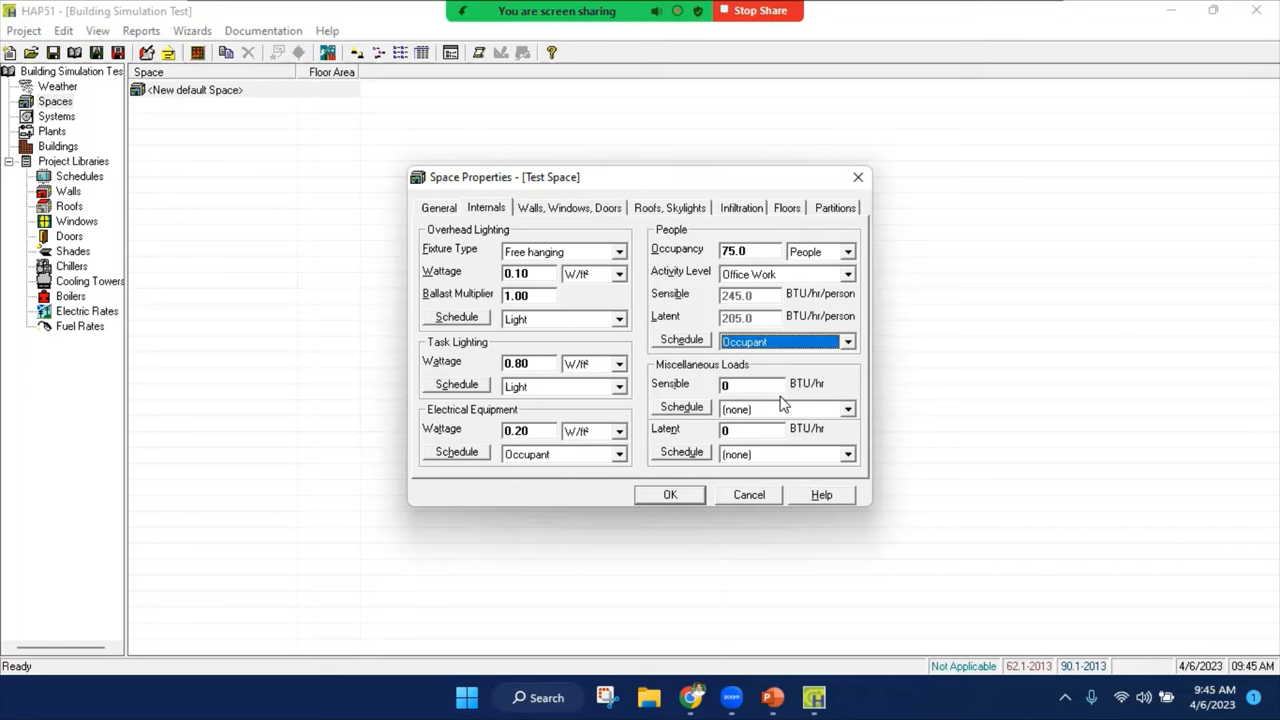 HAP51 - [Building Simulation Test]
You are screen sharing
Stop Share
Project Edit View Reports Wizards Documentation Help
Building Simulation Tes
Weather
Spaces
Systems
Plants
Buildings
Project Libraries
Schedules
Walls
Roofs
Windows
Doors
Shades
Chillers
Cooling Towers
Boilers
Electric Rates
Fuel Rates
Space Floor Area
<New default Space>
Space Properties - [Test Space]
General Internals Walls, Windows, Doors Roofs, Skylights Infiltration Floors Partitions
Overhead Lighting
Fixture Type Free hanging
Wattage 0.10 W/ft²
Ballast Multiplier 1.00
Schedule Light
Task Lighting
Wattage 0.80 W/ft²
Schedule Light
Electrical Equipment
Wattage 0.20 W/ft²
Schedule Occupant
People
Occupancy 75.0 People
Activity Level Office Work
Sensible 245.0 BTU/hr/person
Latent 205.0 BTU/hr/person
Schedule Occupant
Miscellaneous Loads
Sensible 0 BTU/hr
Schedule (none)
Latent 0 BTU/hr
Schedule (none)
OK Cancel Help
Ready
Not Applicable 62.1-2013 90.1-2013 4/6/2023 09:45 AM
Search
zoom
9:45 AM
4/6/2023
1